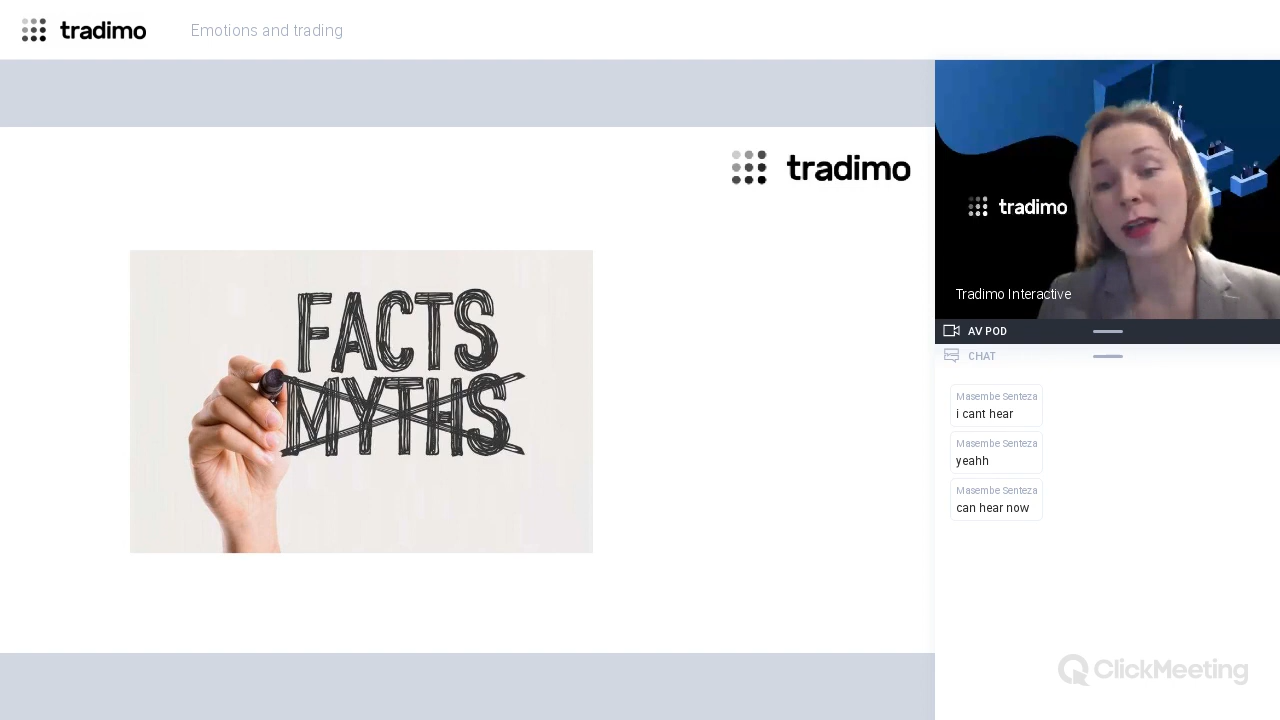 tradimo
Emotions and trading
tradimo
FACTS
MYTHS
tradimo
Tradimo Interactive
AV POD
CHAT
Masembe Senteza
i cant hear
Masembe Senteza
yeahh
Masembe Senteza
can hear now
ClickMeeting